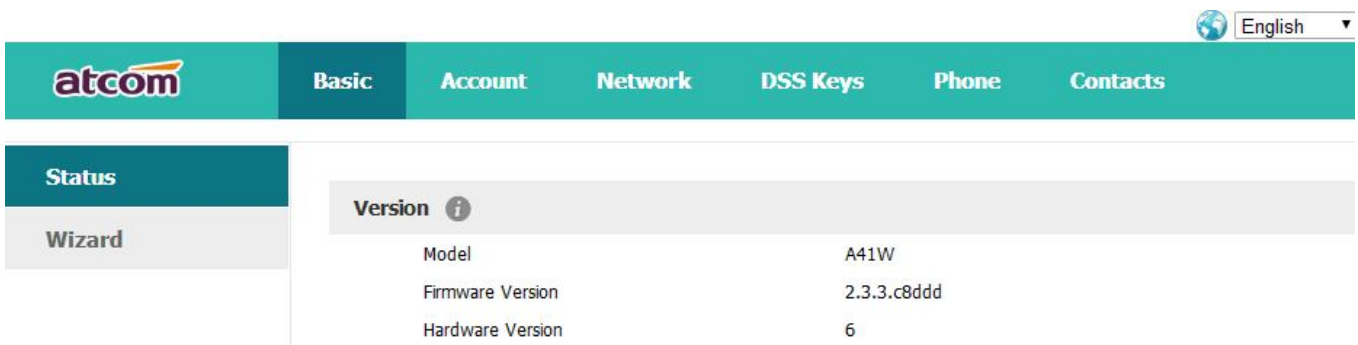 English
atcom Basic Account Network DSS Keys Phone Contacts
Status
Version
Wizard
Model A41W
Firmware Version 2.3.3.c8ddd
Hardware Version 6